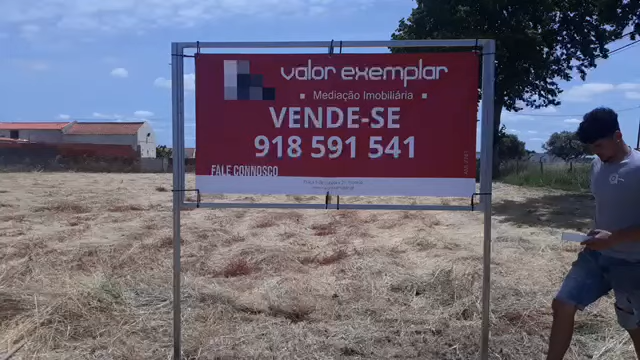 valor exemplar
Mediação Imobiliária
VENDE-SE
918 591 541
FALE CONNOSCO